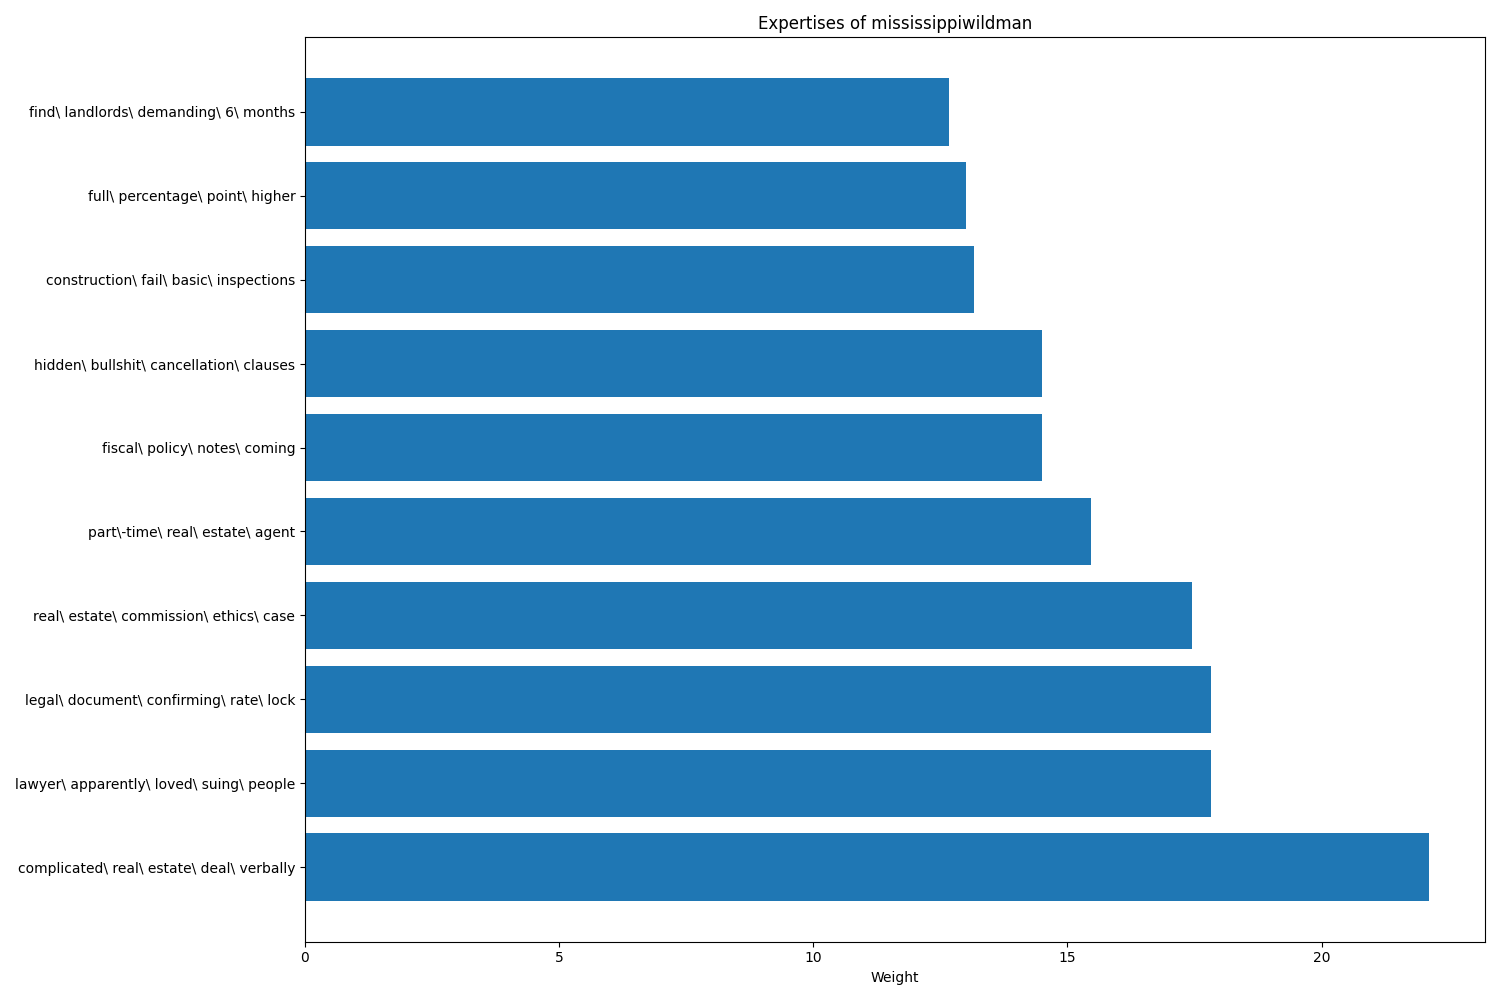 Expertises of mississippiwildman
find\ landlords\ demanding\ 6\ months
full\ percentage\ point\ higher
construction\ fail\ basic\ inspections
hidden\ bullshit\ cancellation\ clauses
fiscal\ policy\ notes\ coming
part\-time\ real\ estate\ agent
real\ estate\ commission\ ethics\ case
legal\ document\ confirming\ rate\ lock
lawyer\ apparently\ loved\ suing\ people
complicated\ real\ estate\ deal\ verbally
0 5 10 15 20
Weight